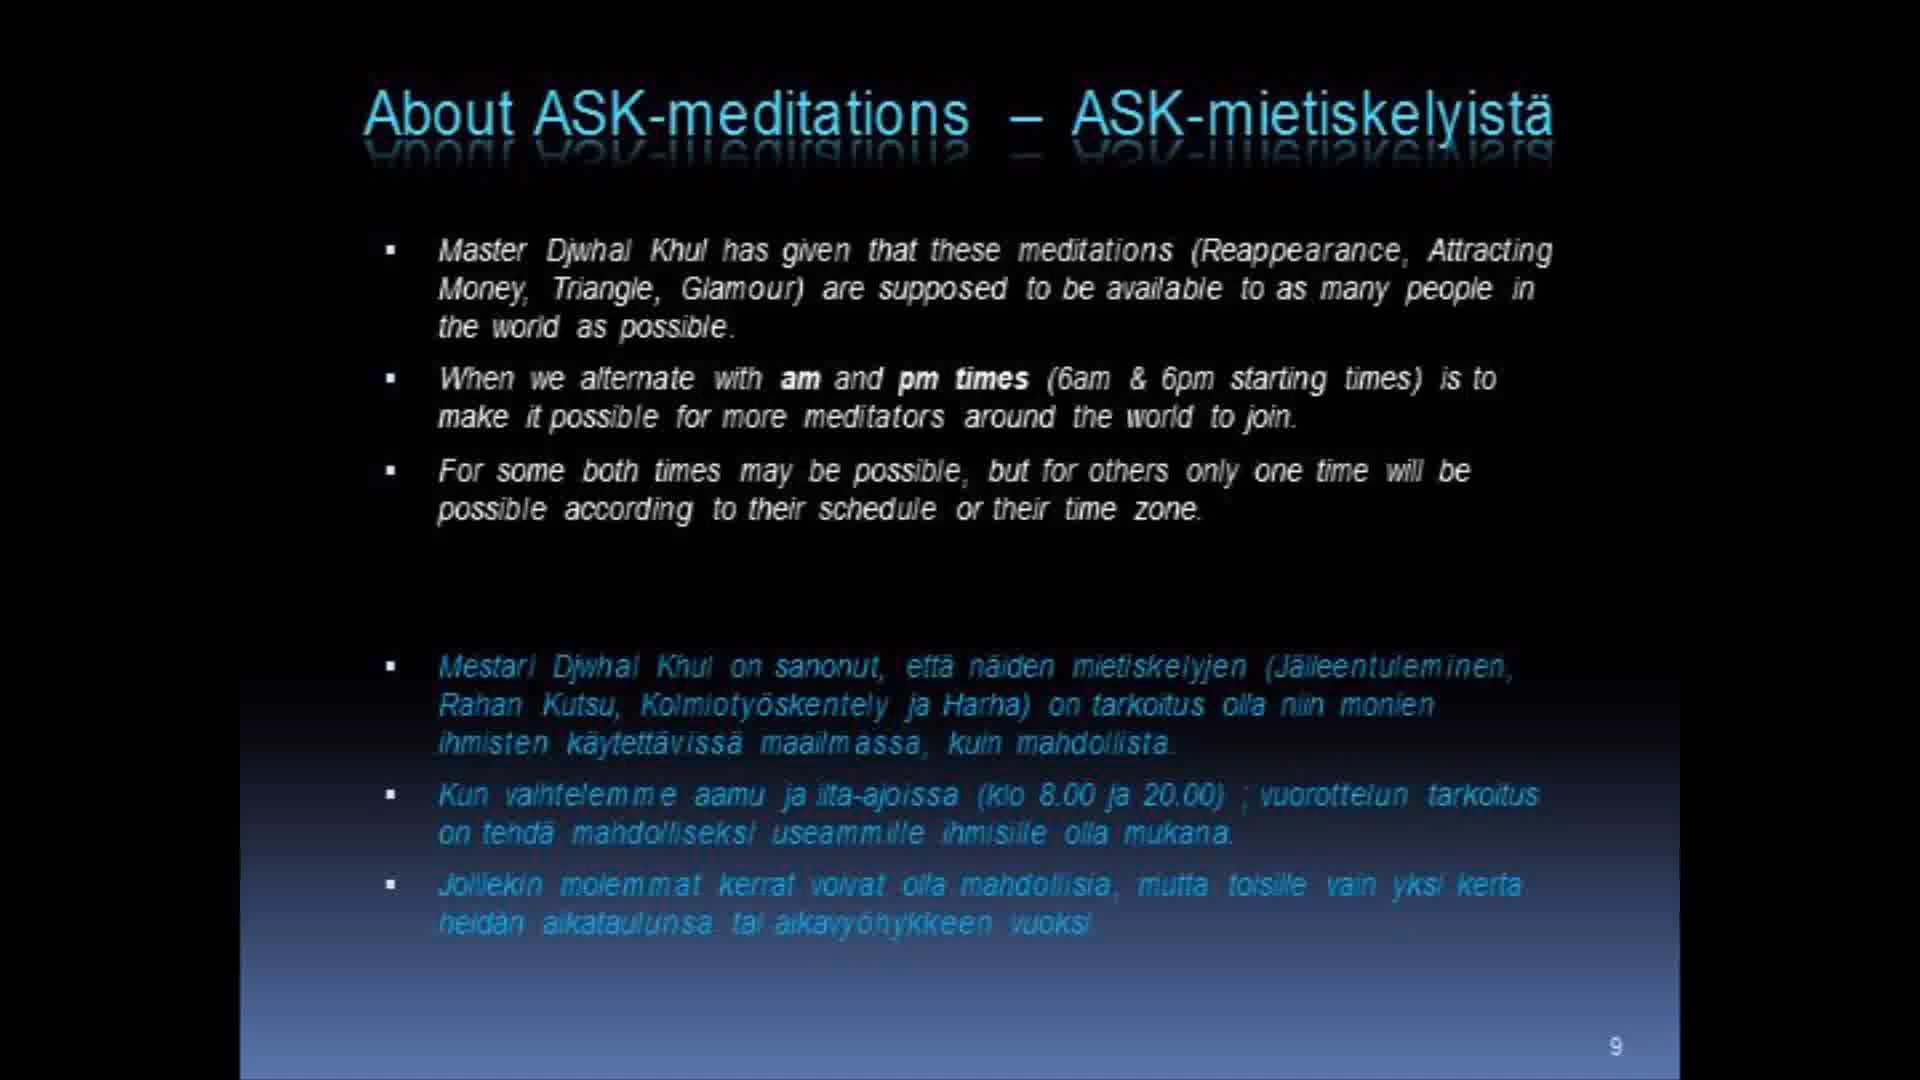 About ASK-meditations – ASK-mietiskelyistä
▪ Master Djwhal Khul has given that these meditations (Reappearance, Attracting
Money, Triangle, Glamour) are supposed to be available to as many people in
the world as possible.
▪ When we alternate with am and pm times (6am & 6pm starting times) is to
make it possible for more meditators around the world to join.
▪ For some both times may be possible, but for others only one time will be
possible according to their schedule or their time zone.
▪ Mestari Djwhal Khul on sanonut, että näiden mietiskelyjen (Jälleentuleminen,
Rahan Kutsu, Kolmiotyöskentely ja Harha) on tarkoitus olla niin monien
ihmisten käytettävissä maailmassa, kuin mahdollista.
▪ Kun vaihtelemme aamu ja ilta-ajoissa (klo 8.00 ja 20.00) ; vuorottelun tarkoitus
on tehdä mahdolliseksi useammille ihmisille olla mukana.
▪ Joillekin molemmat kerrat voivat olla mahdollisia, mutta toisille vain yksi kerta
heidän aikataulunsa tai aikavyöhykkeen vuoksi.
9